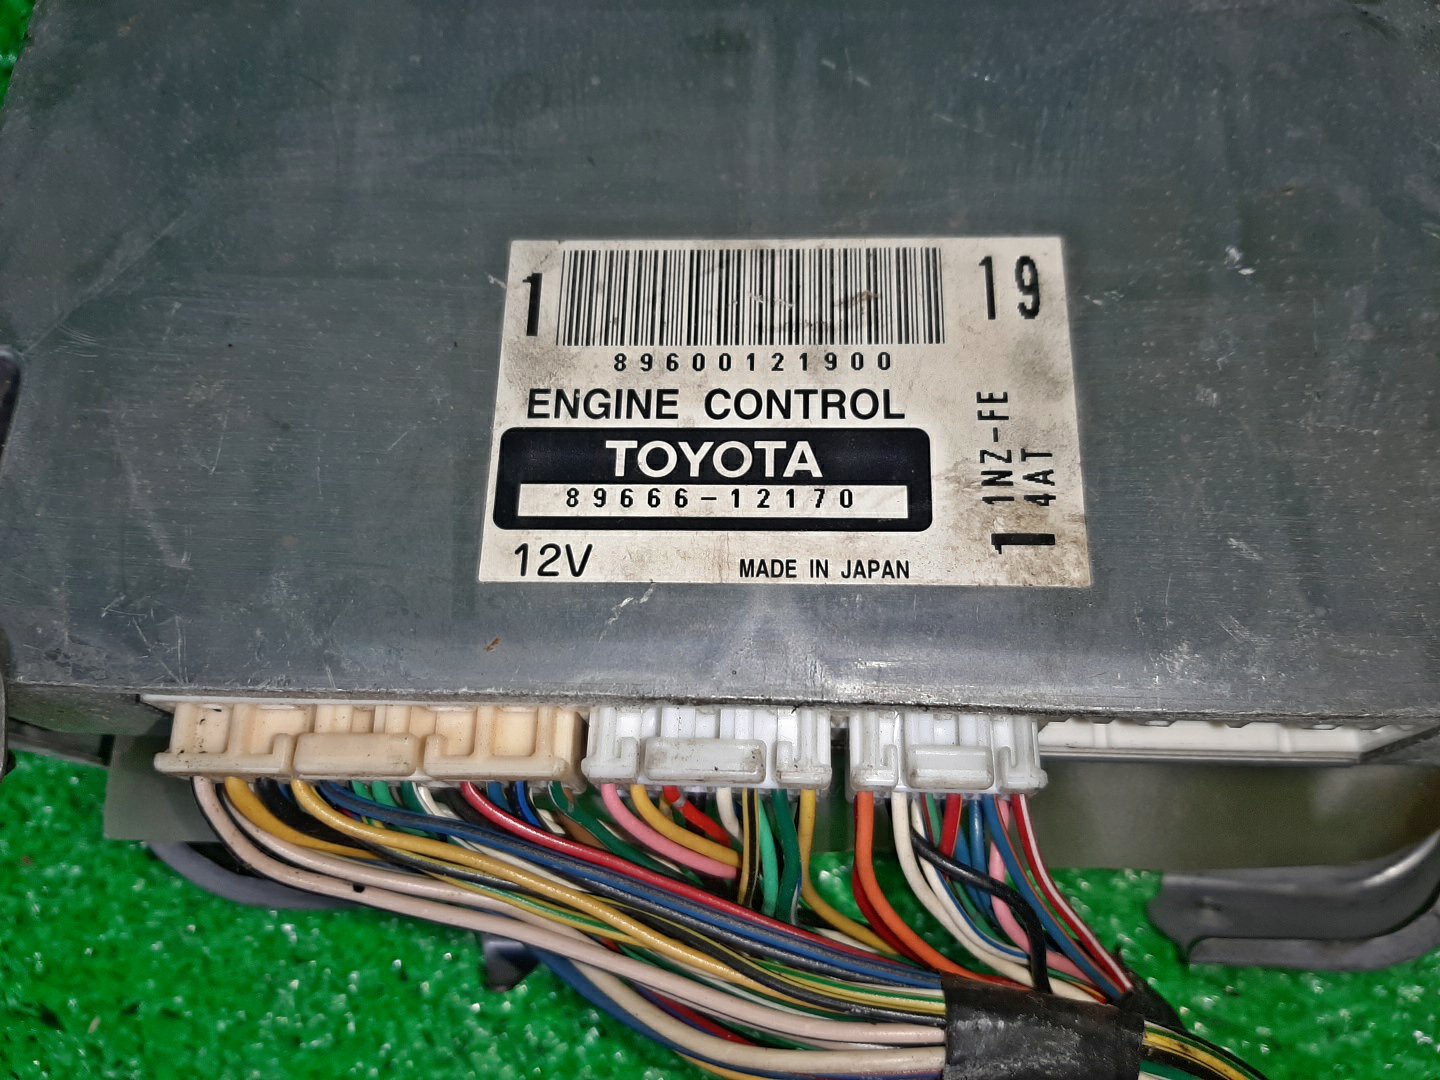 1
19
89600121900
ENGINE CONTROL
TOYOTA
89666-12170
12V
MADE IN JAPAN
1NZ-FE
4AT
1